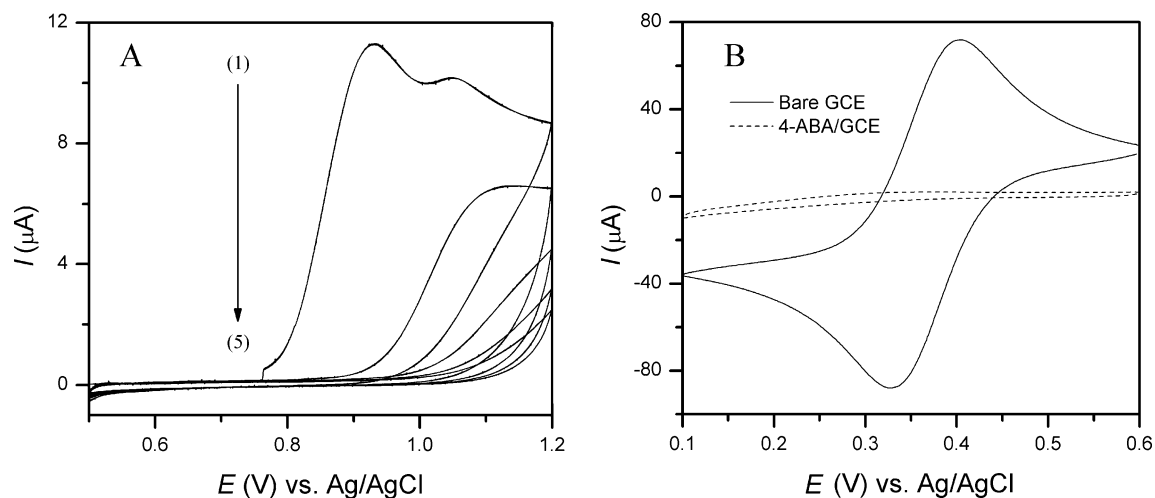 A
(1)
(5)
12
8
4
0
0.6
0.8
1.0
1.2
I (μA)
E (V) vs. Ag/AgCl
B
Bare GCE
4-ABA/GCE
80
40
0
-40
-80
0.1
0.2
0.3
0.4
0.5
0.6
I (μA)
E (V) vs. Ag/AgCl